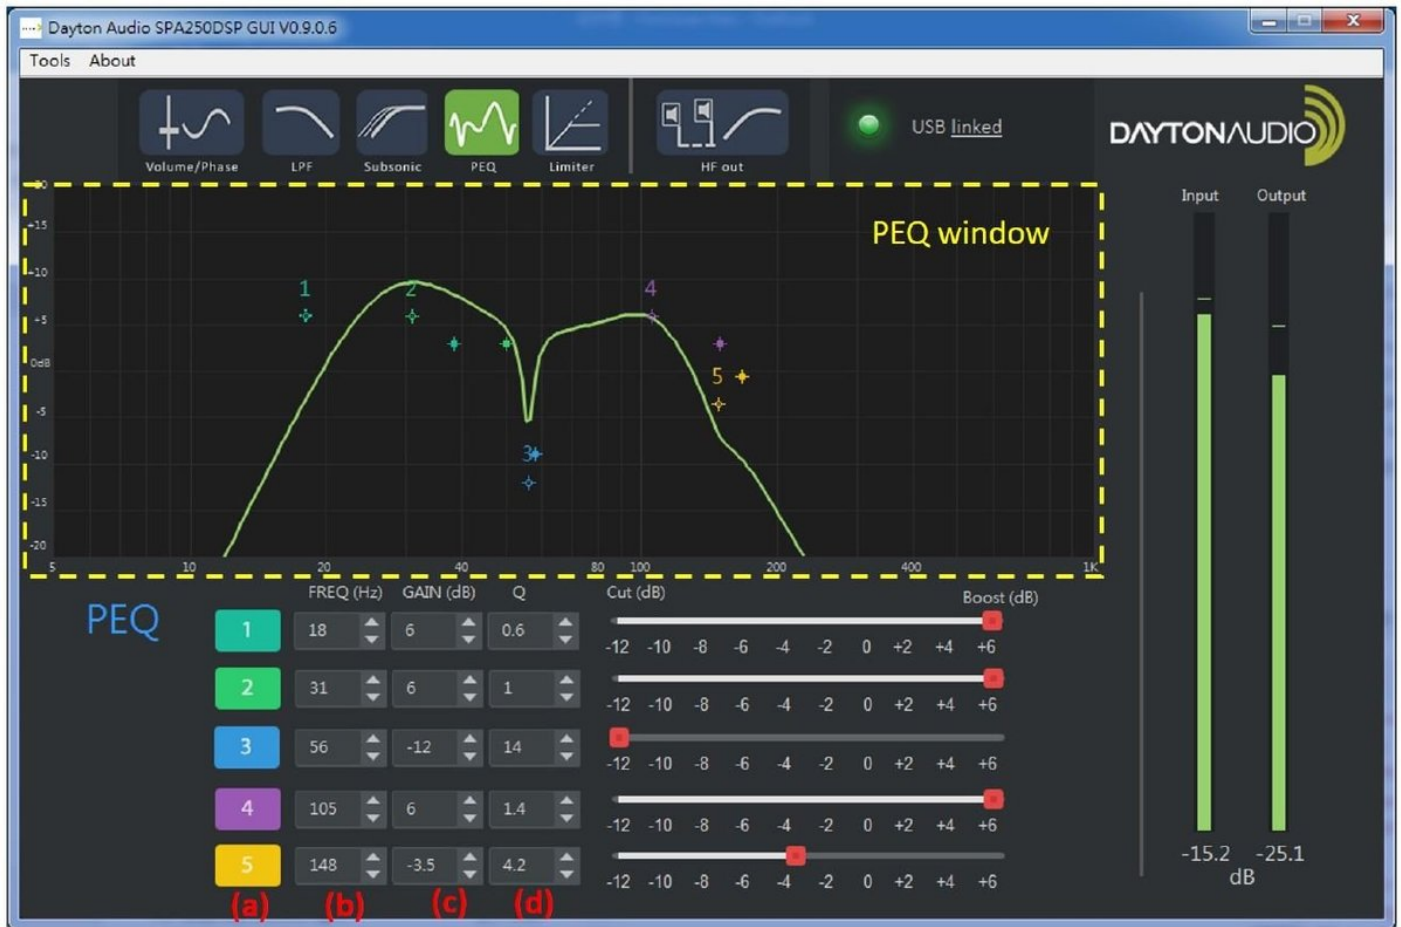 Dayton Audio SPA250DSP GUI V0.9.0.6
Tools About
Volume/Phase LPF Subsonic PEQ Limiter HF out
USB linked
DAYTONAUDIO
Input Output
PEQ window
+15
+10
+5
0dB
-5
-10
-15
-20
1 2 3 4 5
5 10 20 40 80 100 200 400 1K
PEQ
FREQ (Hz) GAIN (dB) Q Cut (dB) Boost (dB)
1 18 6 0.6
-12 -10 -8 -6 -4 -2 0 +2 +4 +6
2 31 6 1
-12 -10 -8 -6 -4 -2 0 +2 +4 +6
3 56 -12 14
-12 -10 -8 -6 -4 -2 0 +2 +4 +6
4 105 6 1.4
-12 -10 -8 -6 -4 -2 0 +2 +4 +6
5 148 -3.5 4.2
-12 -10 -8 -6 -4 -2 0 +2 +4 +6
(a) (b) (c) (d)
-15.2 -25.1
dB